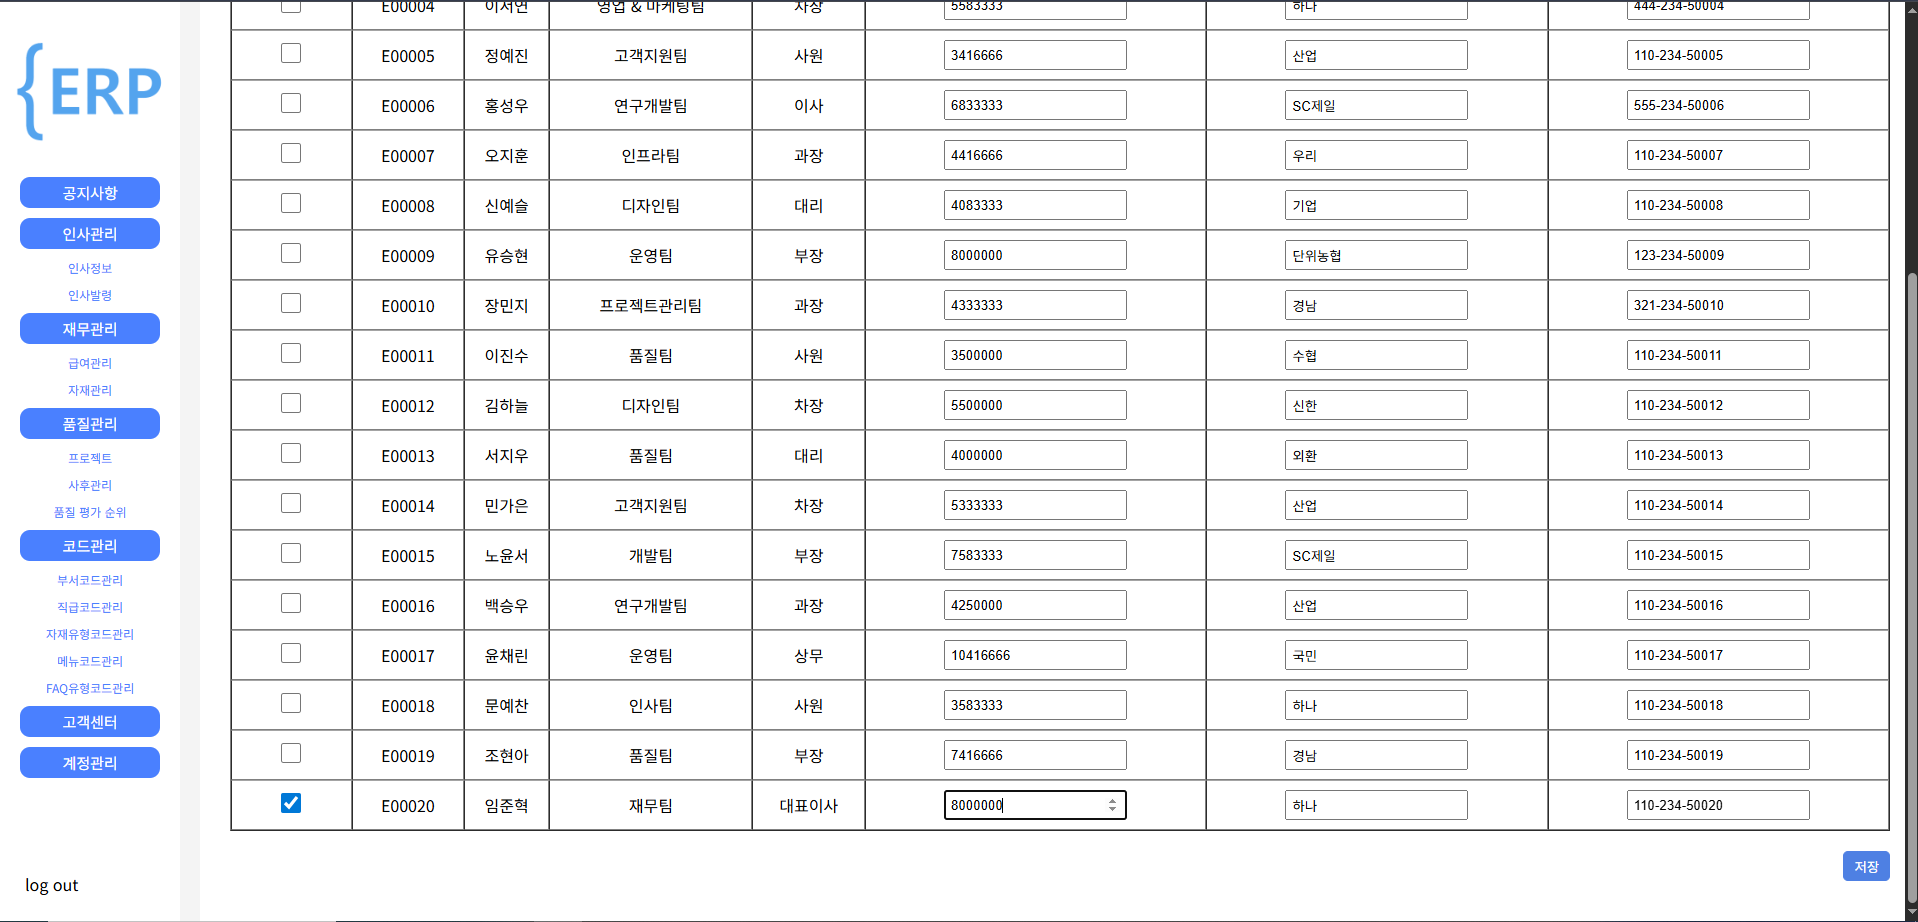 {ERP
공지사항
인사관리
인사정보
인사발령
재무관리
급여관리
자재관리
품질관리
프로젝트
사후관리
품질 평가 순위
코드관리
부서코드관리
직급코드관리
자재유형코드관리
메뉴코드관리
FAQ유형코드관리
고객센터
계정관리
log out
E00004 이서연 영업 & 마케팅팀 차장 5583333 하나 444-234-50004
E00005 정예진 고객지원팀 사원 3416666 산업 110-234-50005
E00006 홍성우 연구개발팀 이사 6833333 SC제일 555-234-50006
E00007 오지훈 인프라팀 과장 4416666 우리 110-234-50007
E00008 신예슬 디자인팀 대리 4083333 기업 110-234-50008
E00009 유승현 운영팀 부장 8000000 단위농협 123-234-50009
E00010 장민지 프로젝트관리팀 과장 4333333 경남 321-234-50010
E00011 이진수 품질팀 사원 3500000 수협 110-234-50011
E00012 김하늘 디자인팀 차장 5500000 신한 110-234-50012
E00013 서지우 품질팀 대리 4000000 외환 110-234-50013
E00014 민가은 고객지원팀 차장 5333333 산업 110-234-50014
E00015 노윤서 개발팀 부장 7583333 SC제일 110-234-50015
E00016 백승우 연구개발팀 과장 4250000 산업 110-234-50016
E00017 윤채린 운영팀 상무 10416666 국민 110-234-50017
E00018 문예찬 인사팀 사원 3583333 하나 110-234-50018
E00019 조현아 품질팀 부장 7416666 경남 110-234-50019
E00020 임준혁 재무팀 대표이사 8000000 하나 110-234-50020
저장